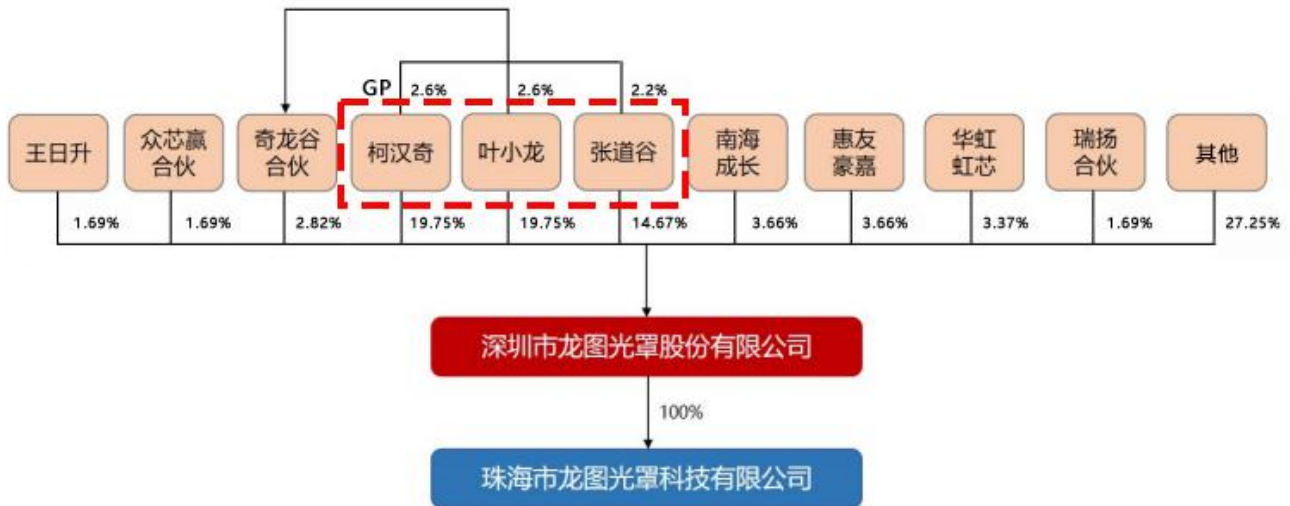 GP 2.6% 2.6% 2.2%
王日升
众芯赢
合伙
奇龙谷
合伙
柯汉奇
叶小龙
张道谷
南海
成长
惠友
豪嘉
华虹
虹芯
瑞扬
合伙
其他
1.69% 1.69% 2.82% 19.75% 19.75% 14.67% 3.66% 3.66% 3.37% 1.69% 27.25%
深圳市龙图光罩股份有限公司
100%
珠海市龙图光罩科技有限公司